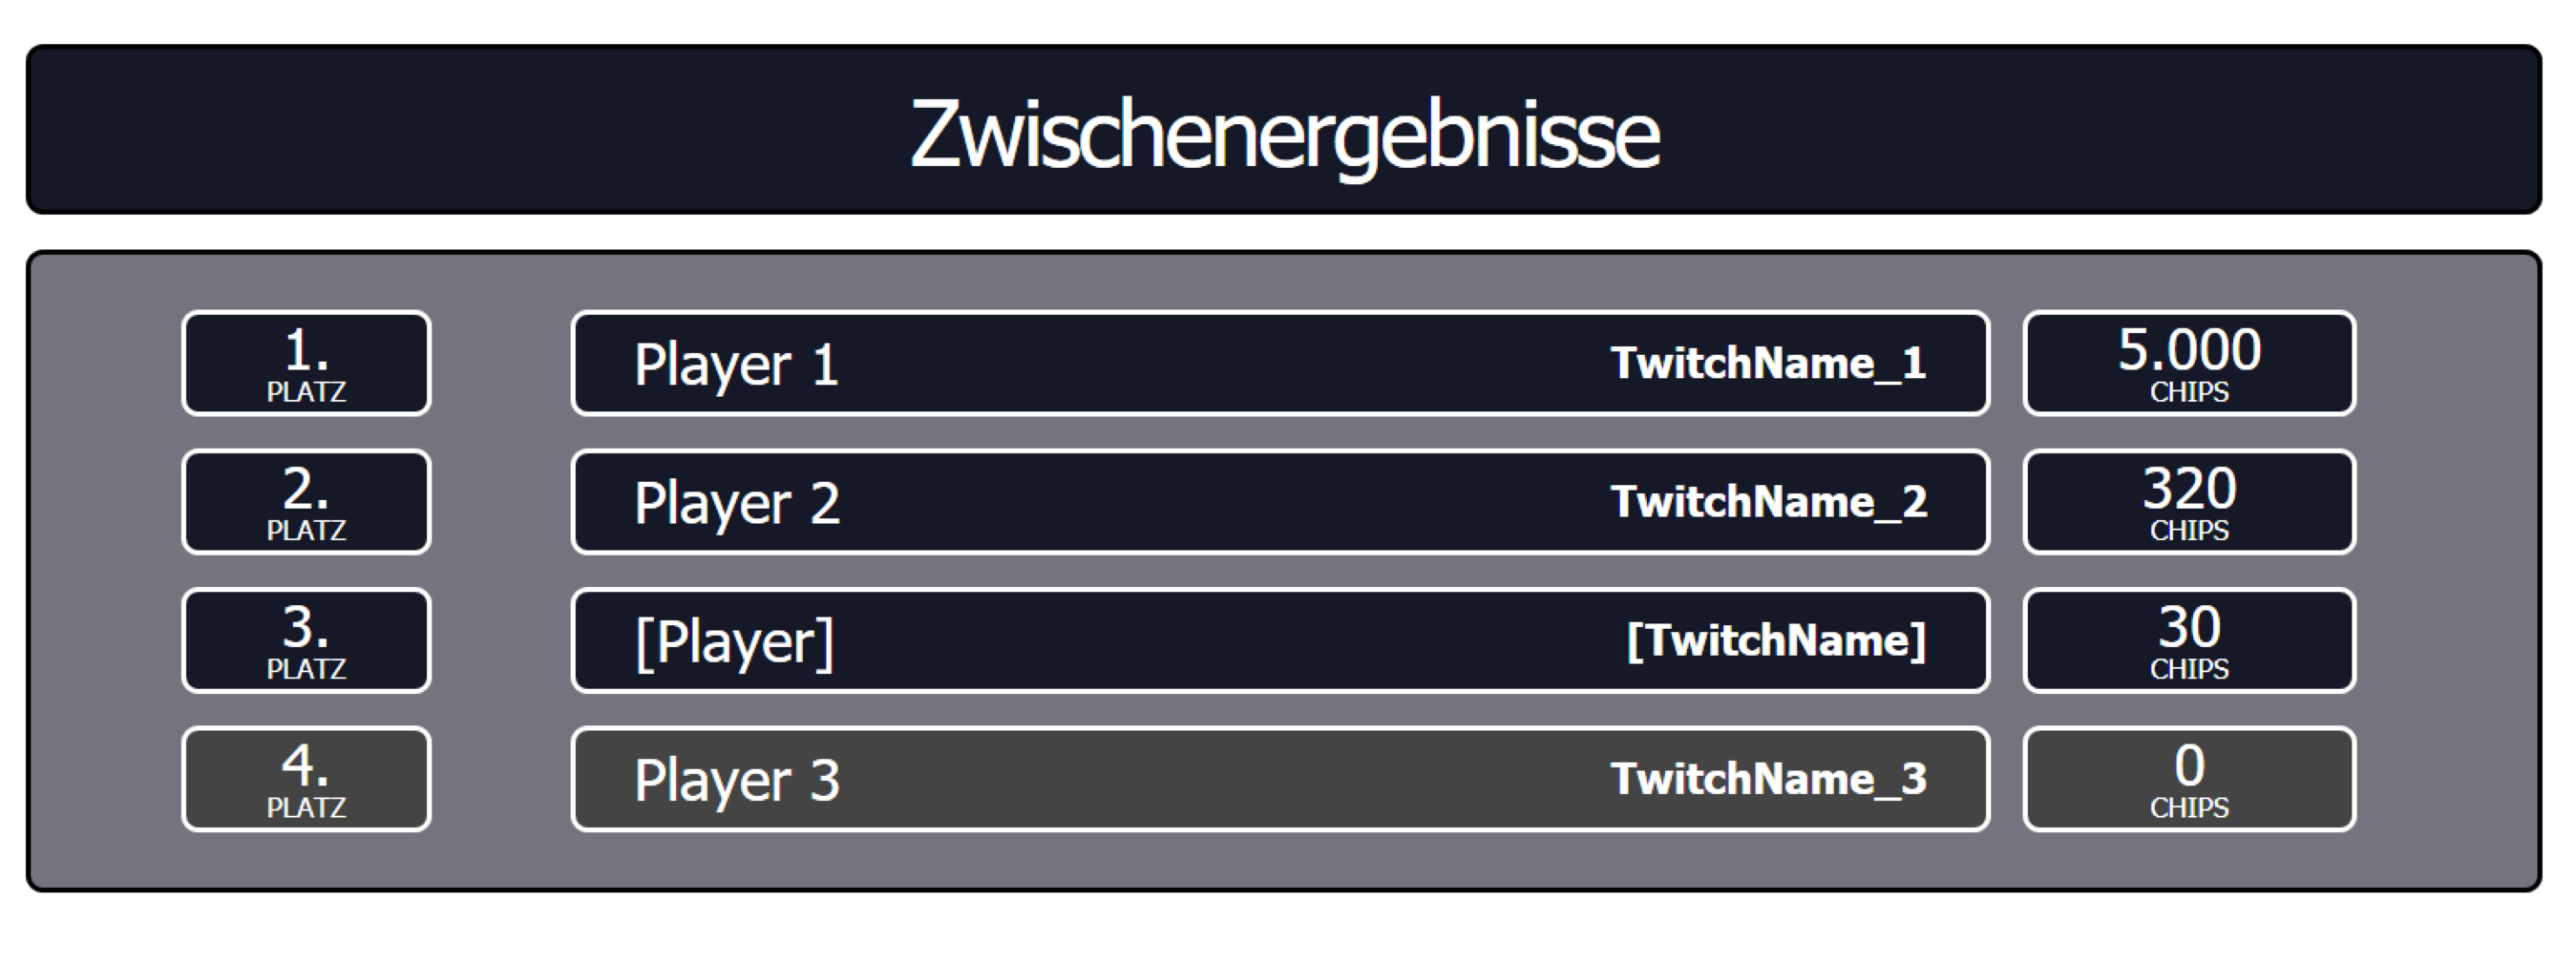 Zwischenergebnisse
1.
PLATZ
Player 1
TwitchName_1
5.000
CHIPS
2.
PLATZ
Player 2
TwitchName_2
320
CHIPS
3.
PLATZ
[Player]
[TwitchName]
30
CHIPS
4.
PLATZ
Player 3
TwitchName_3
0
CHIPS